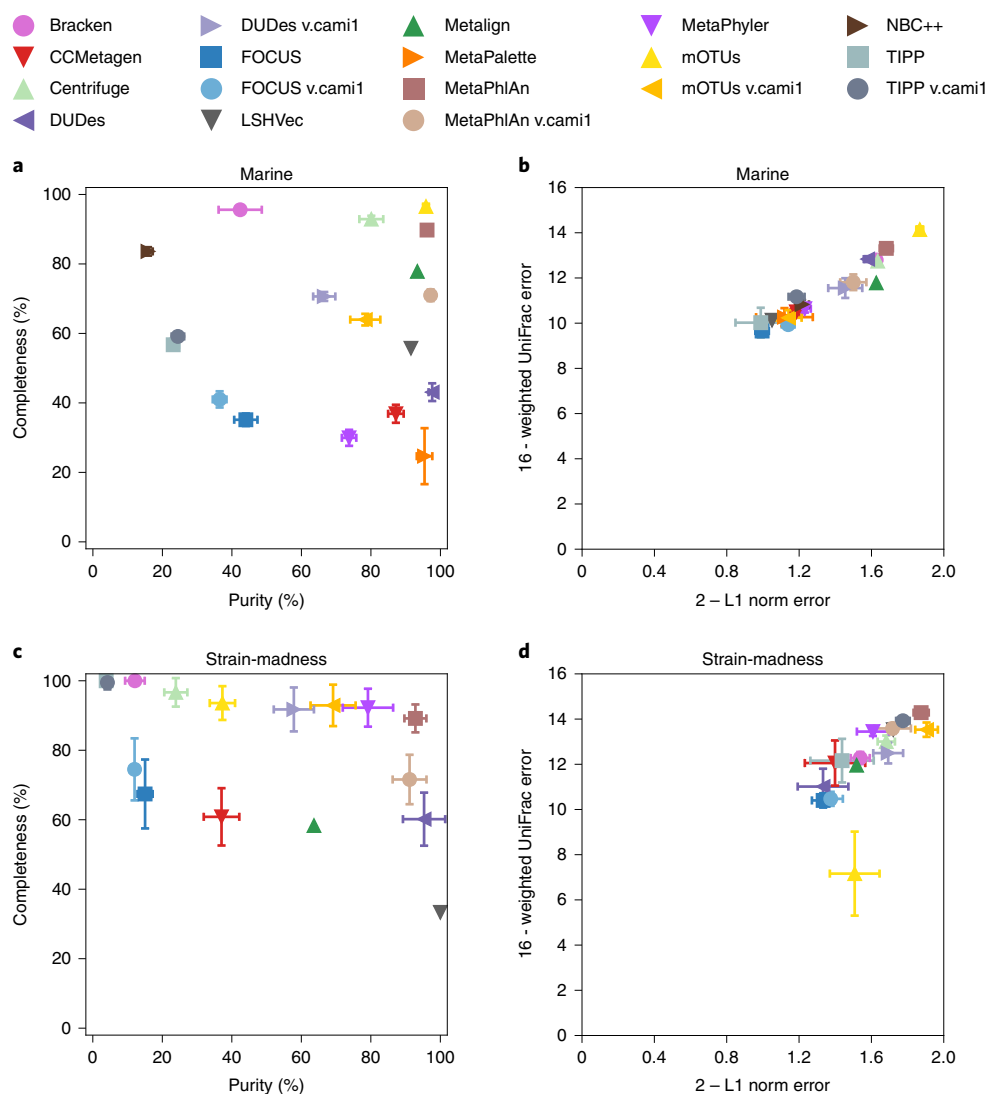 Bracken DUDes v.cami1 Metalign MetaPhyler NBC++
CCMetagen FOCUS MetaPalette mOTUs TIPP
Centrifuge FOCUS v.cami1 MetaPhlAn mOTUs v.cami1 TIPP v.cami1
DUDes LSHVec MetaPhlAn v.cami1
a
Marine
100
80
60
40
20
0
Completeness (%)
0 20 40 60 80 100
Purity (%)
b
Marine
16
14
12
10
8
6
4
2
0
16 - weighted UniFrac error
0 0.4 0.8 1.2 1.6 2.0
2 – L1 norm error
c
Strain-madness
100
80
60
40
20
0
Completeness (%)
0 20 40 60 80 100
Purity (%)
d
Strain-madness
16
14
12
10
8
6
4
2
0
16 - weighted UniFrac error
0 0.4 0.8 1.2 1.6 2.0
2 – L1 norm error